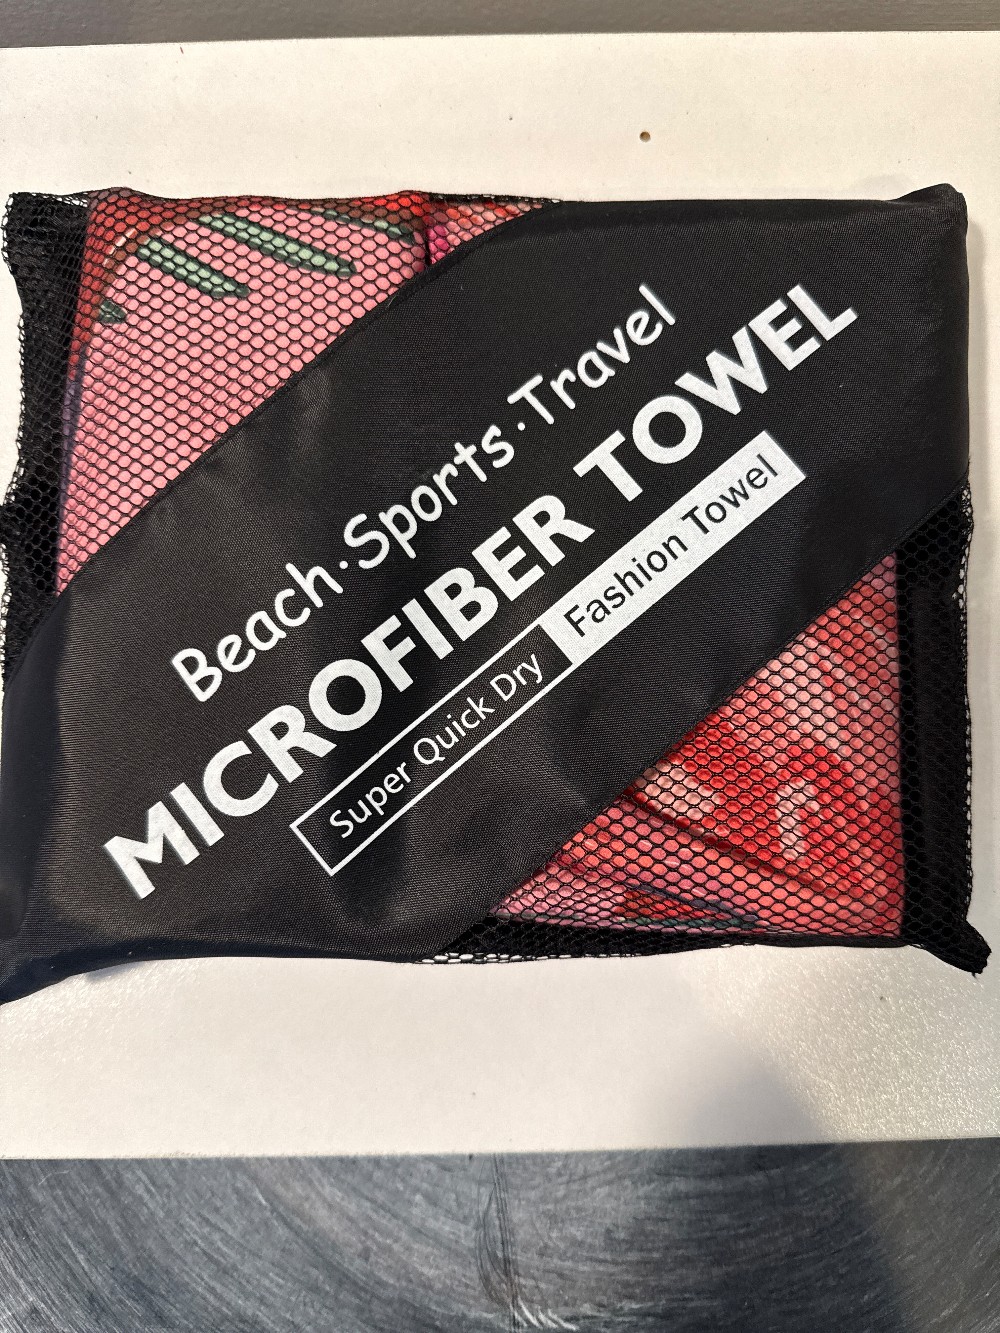 Beach·Sports·Travel
MICROFIBER TOWEL
Super Quick Dry Fashion Towel